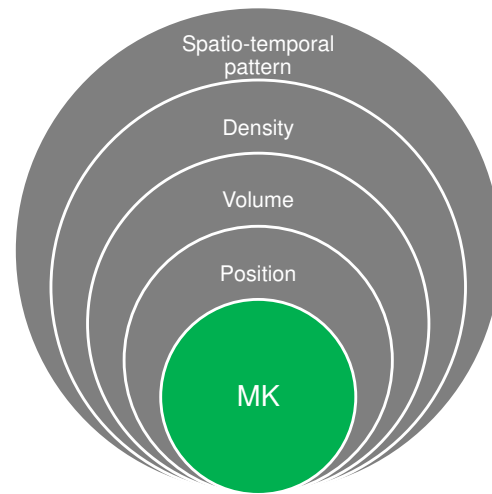 Spatio-temporal
pattern
Density
Volume
Position
MK